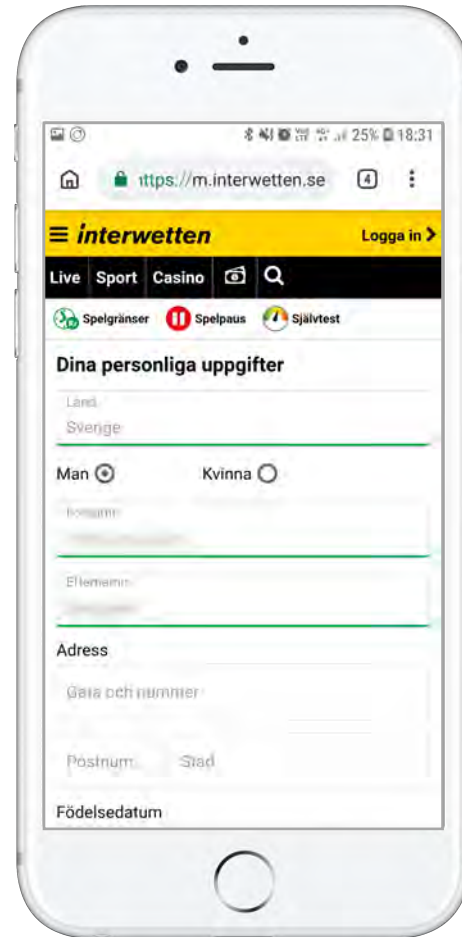 25% 18:31
ttps://m.interwetten.se 4
interwetten Logga in
Live Sport Casino
Spelgränser Spelpaus Självtest
Dina personliga uppgifter
Land
Sverige
Man Kvinna
Förnamn
Efternamn
Adress
Gata och nummer
Postnum. Stad
Födelsedatum